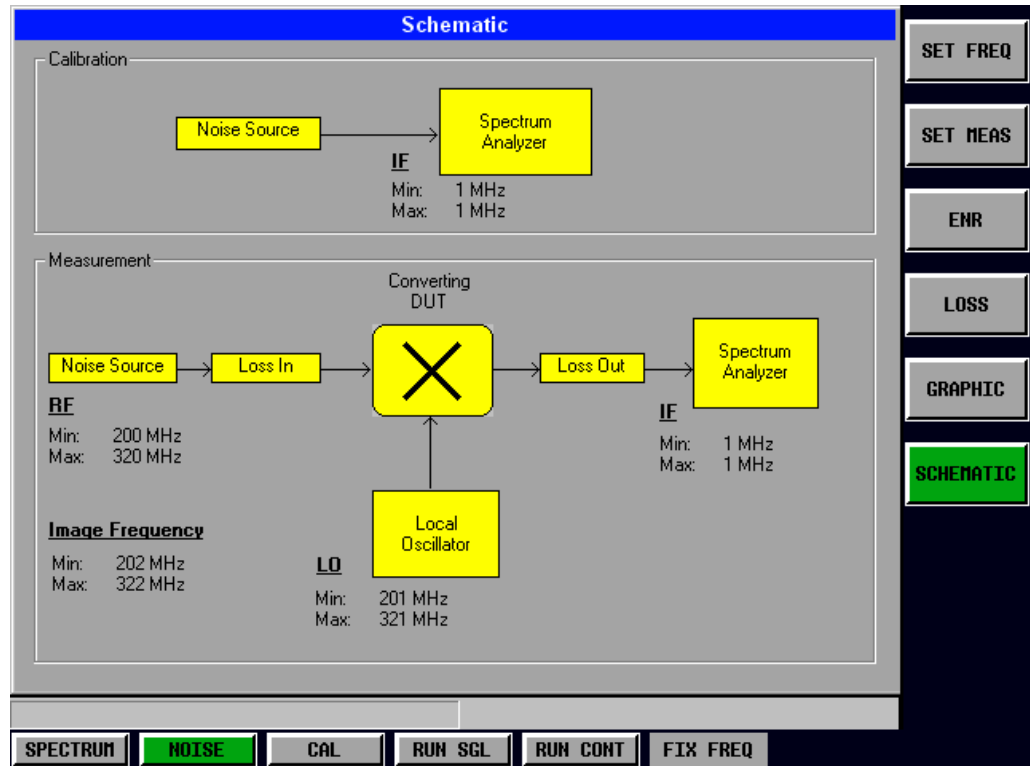 Schematic
Calibration
Noise Source
Spectrum
Analyzer
IF
Min: 1 MHz
Max: 1 MHz
Measurement
Converting
DUT
Noise Source
Loss In
Loss Out
Spectrum
Analyzer
RF
Min: 200 MHz
Max: 320 MHz
IF
Min: 1 MHz
Max: 1 MHz
Local
Oscillator
Image Frequency
Min: 202 MHz
Max: 322 MHz
LO
Min: 201 MHz
Max: 321 MHz
SET FREQ
SET MEAS
ENR
LOSS
GRAPHIC
SCHEMATIC
SPECTRUM NOISE CAL RUN SGL RUN CONT FIX FREQ